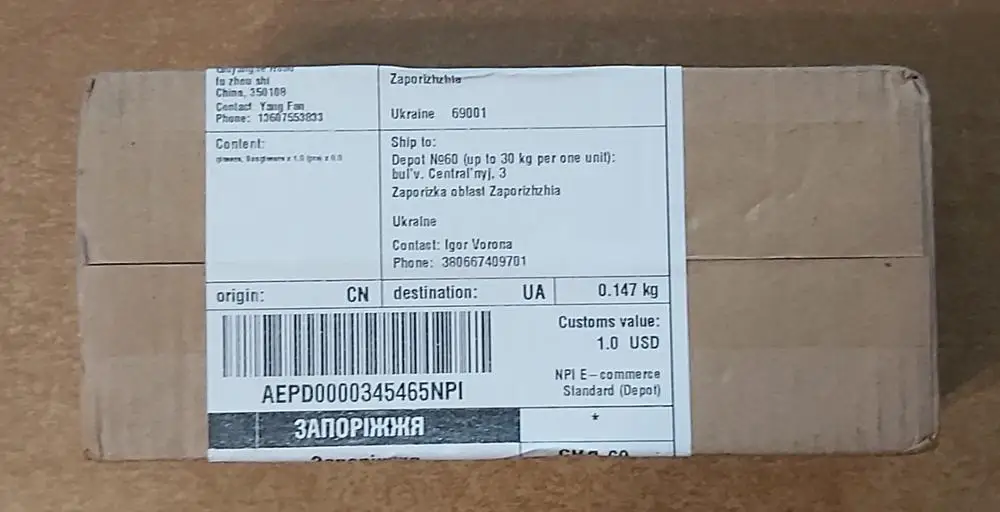 fu zhou shi
China, 350108
Contact Yang Fan
Phone: 13607553833
Content:
Zaporizhzhia
Ukraine 69001
Ship to:
Depot №60 (up to 30 kg per one unit):
bul'v. Central'nyj, 3
Zaporizka oblast Zaporizhzhia
Ukraine
Contact: Igor Vorona
Phone: 380667409701
origin: CN
destination: UA
0.147 kg
Customs value:
1.0 USD
NPI E-commerce
Standard (Depot)
AEPD0000345465NPI
ЗАПОРІЖЖЯ
*
Запоріжжя